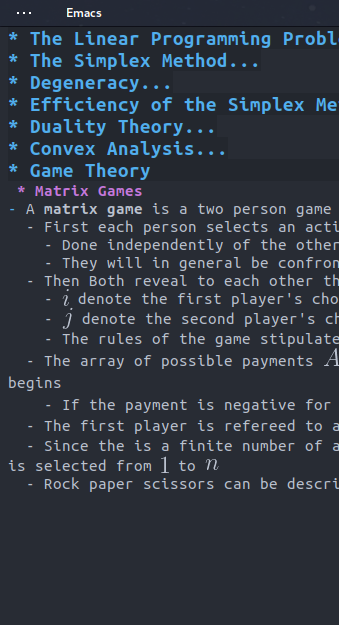 ··· Emacs
* The Linear Programming Probl
* The Simplex Method...
* Degeneracy...
* Efficiency of the Simplex Me
* Duality Theory...
* Convex Analysis...
* Game Theory
* Matrix Games
- A matrix game is a two person game
- First each person selects an acti
- Done independently of the other
- They will in general be confron
- Then Both reveal to each other th
- i denote the first player's cho
- j denote the second player's ch
- The rules of the game stipulate
- The array of possible payments A
begins
- If the payment is negative for
- The first player is refereed to a
- Since the is a finite number of a
is selected from 1 to n
- Rock paper scissors can be descri